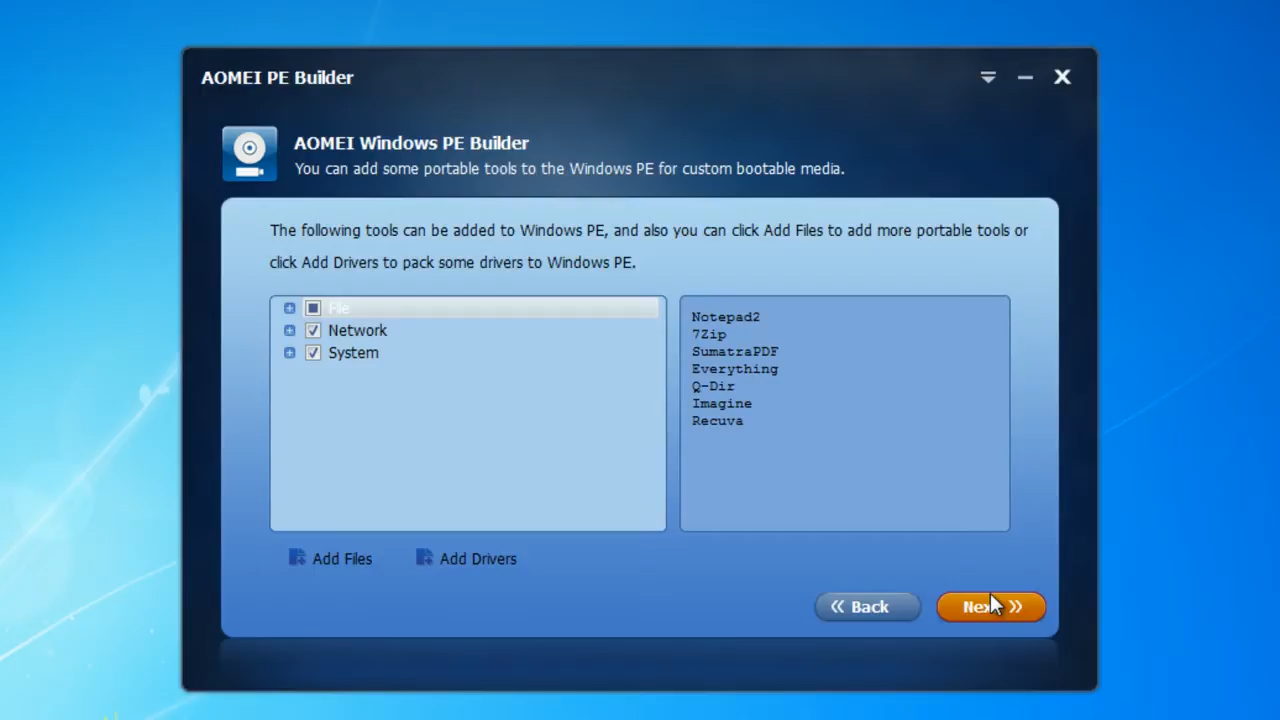 AOMEI PE Builder
AOMEI Windows PE Builder
You can add some portable tools to the Windows PE for custom bootable media.
The following tools can be added to Windows PE, and also you can click Add Files to add more portable tools or
click Add Drivers to pack some drivers to Windows PE.
File
Network
System
Notepad2
7Zip
SumatraPDF
Everything
Q-Dir
Imagine
Recuva
Add Files
Add Drivers
Back
Next